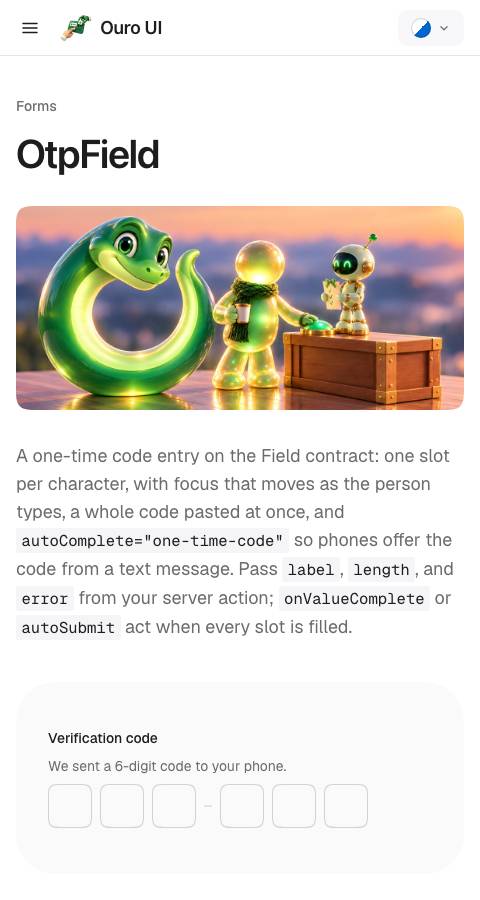 Ouro UI
Forms
OtpField
A one-time code entry on the Field contract: one slot
per character, with focus that moves as the person
types, a whole code pasted at once, and
autoComplete="one-time-code" so phones offer the
code from a text message. Pass label, length, and
error from your server action; onValueComplete or
autoSubmit act when every slot is filled.
Verification code
We sent a 6-digit code to your phone.